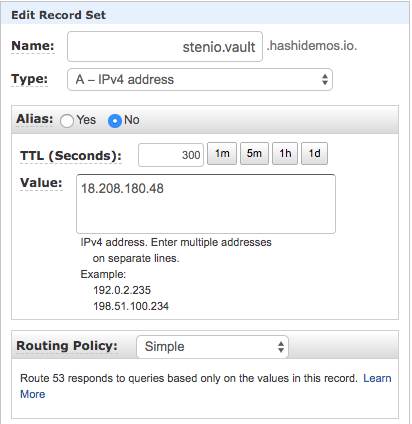 Edit Record Set
Name: stenio.vault .hashidemos.io.
Type: A – IPv4 address
Alias: Yes No
TTL (Seconds): 300 1m 5m 1h 1d
Value: 18.208.180.48
IPv4 address. Enter multiple addresses
on separate lines.
Example:
192.0.2.235
198.51.100.234
Routing Policy: Simple
Route 53 responds to queries based only on the values in this record. Learn
More